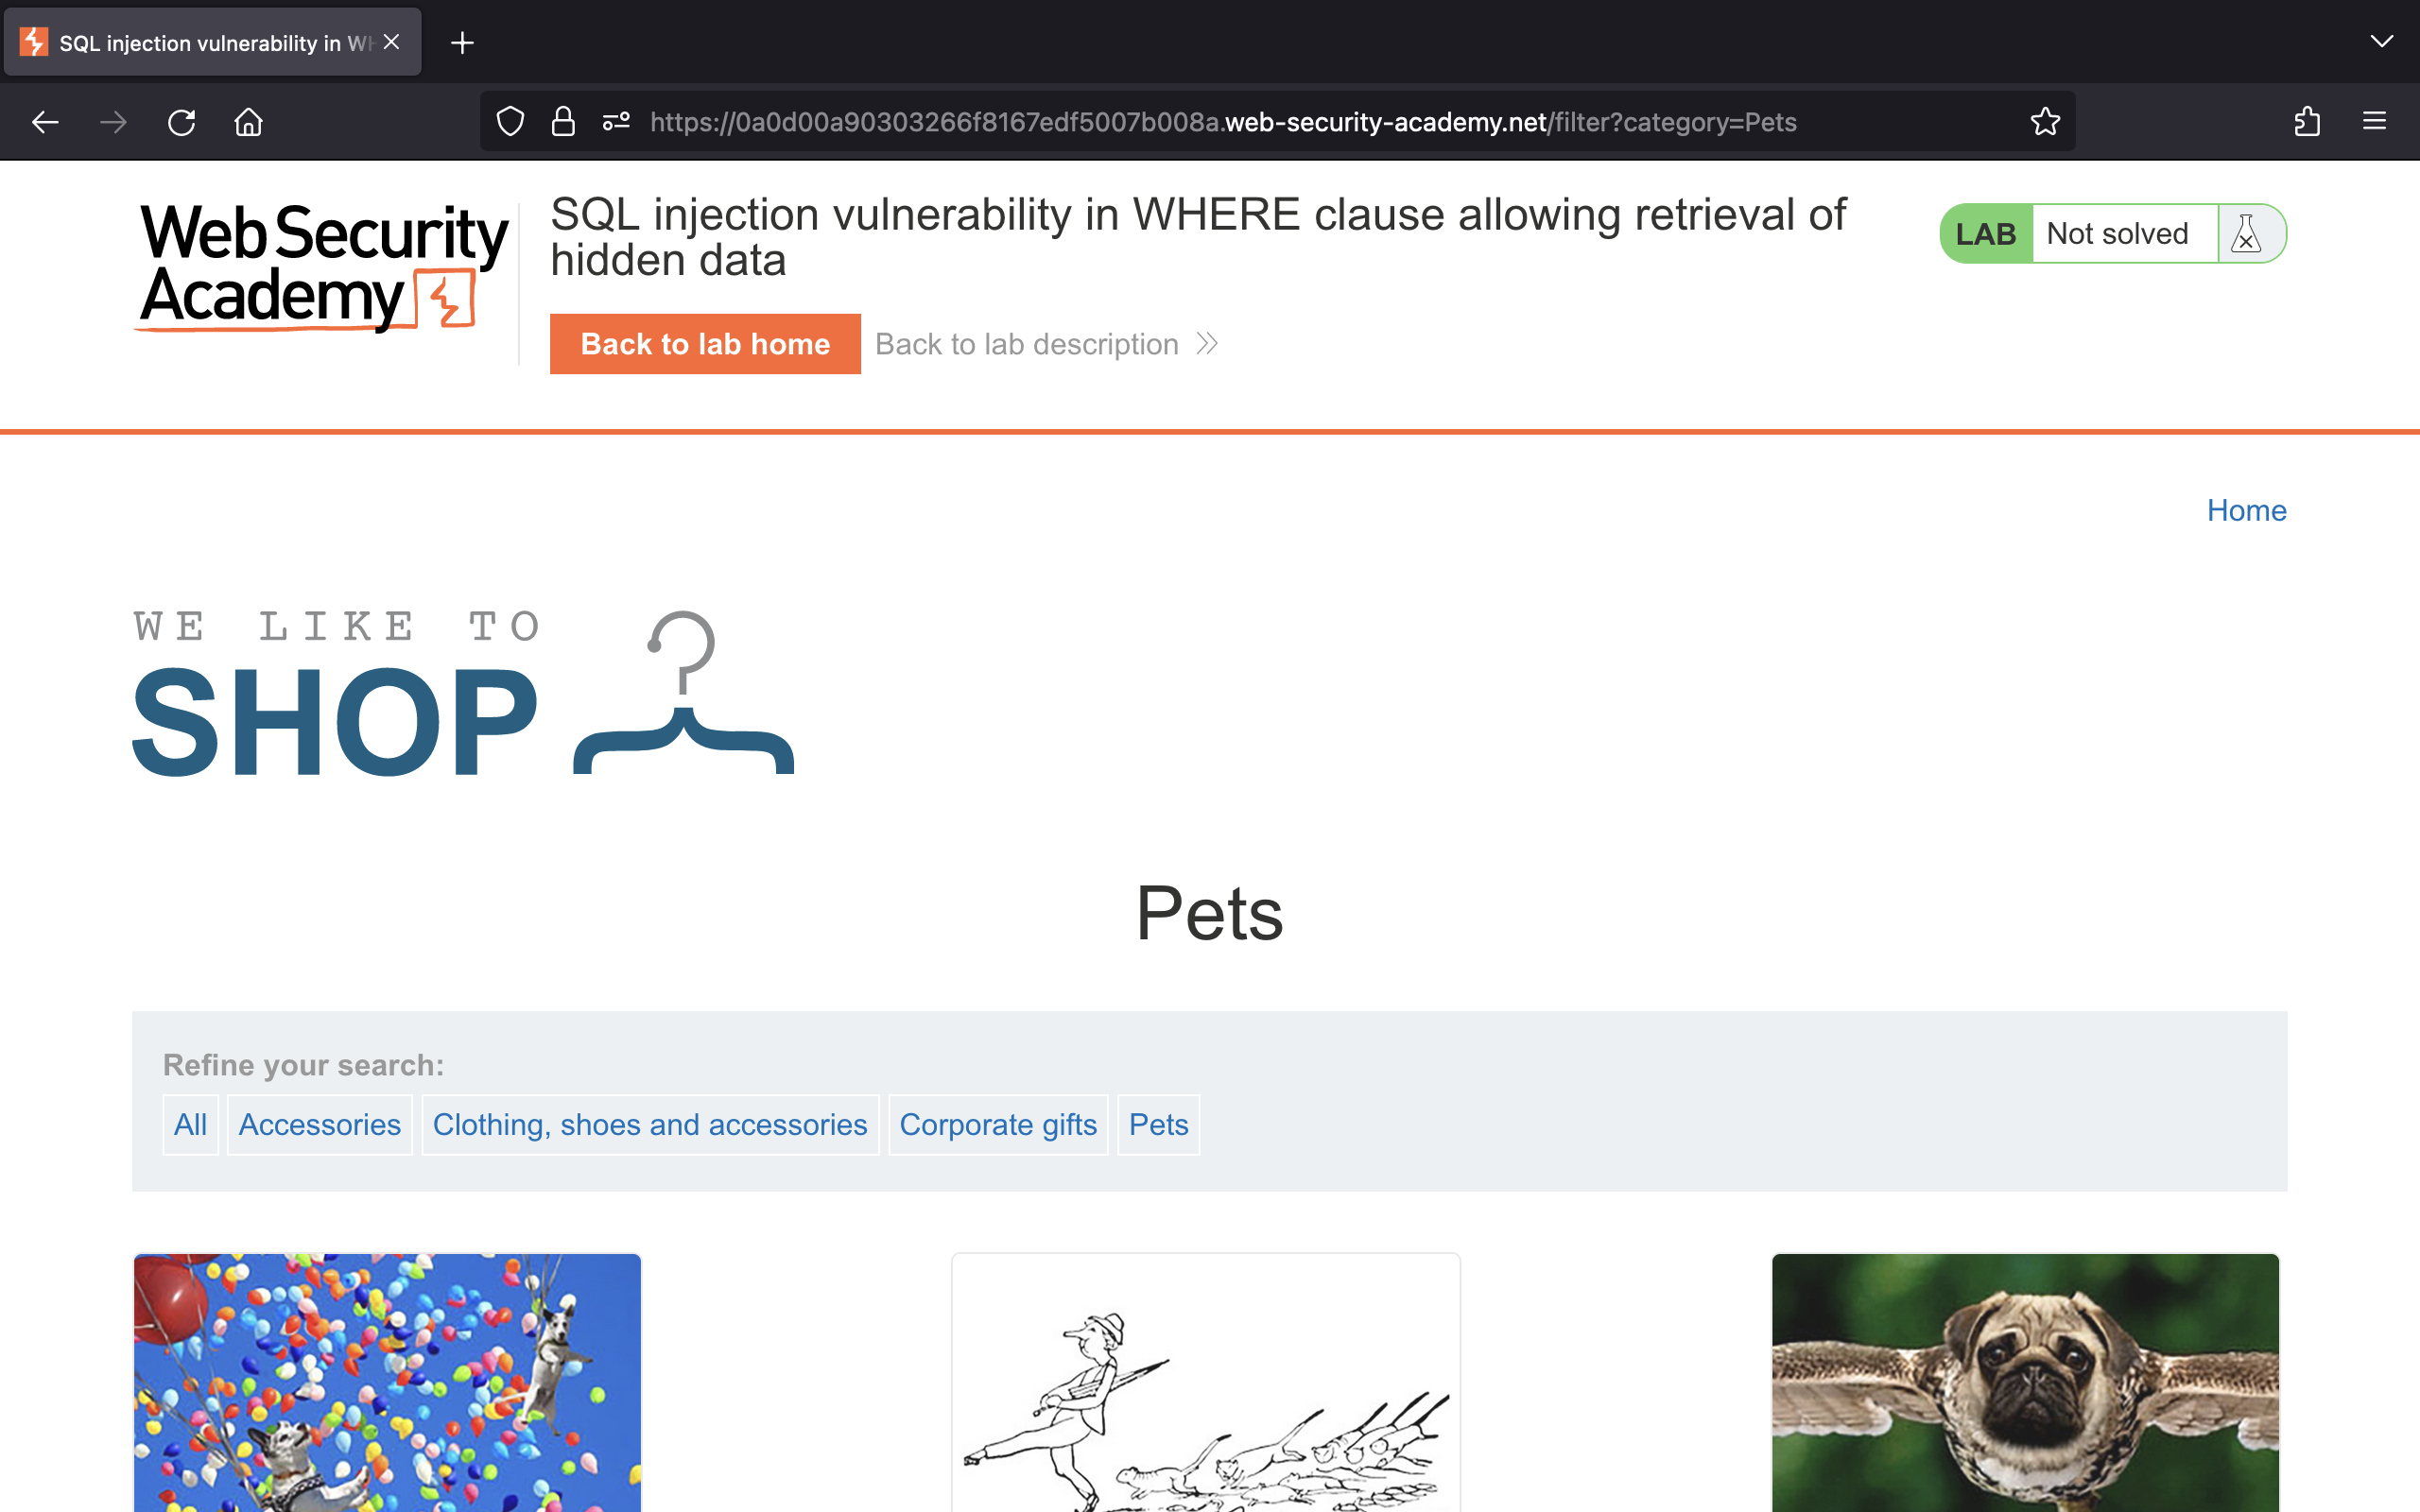 SQL injection vulnerability in WH
https://0a0d00a90303266f8167edf5007b008a.web-security-academy.net/filter?category=Pets
Web Security
Academy
SQL injection vulnerability in WHERE clause allowing retrieval of
hidden data
LAB Not solved
Back to lab home Back to lab description
Home
WE LIKE TO
SHOP
Pets
Refine your search:
All Accessories Clothing, shoes and accessories Corporate gifts Pets